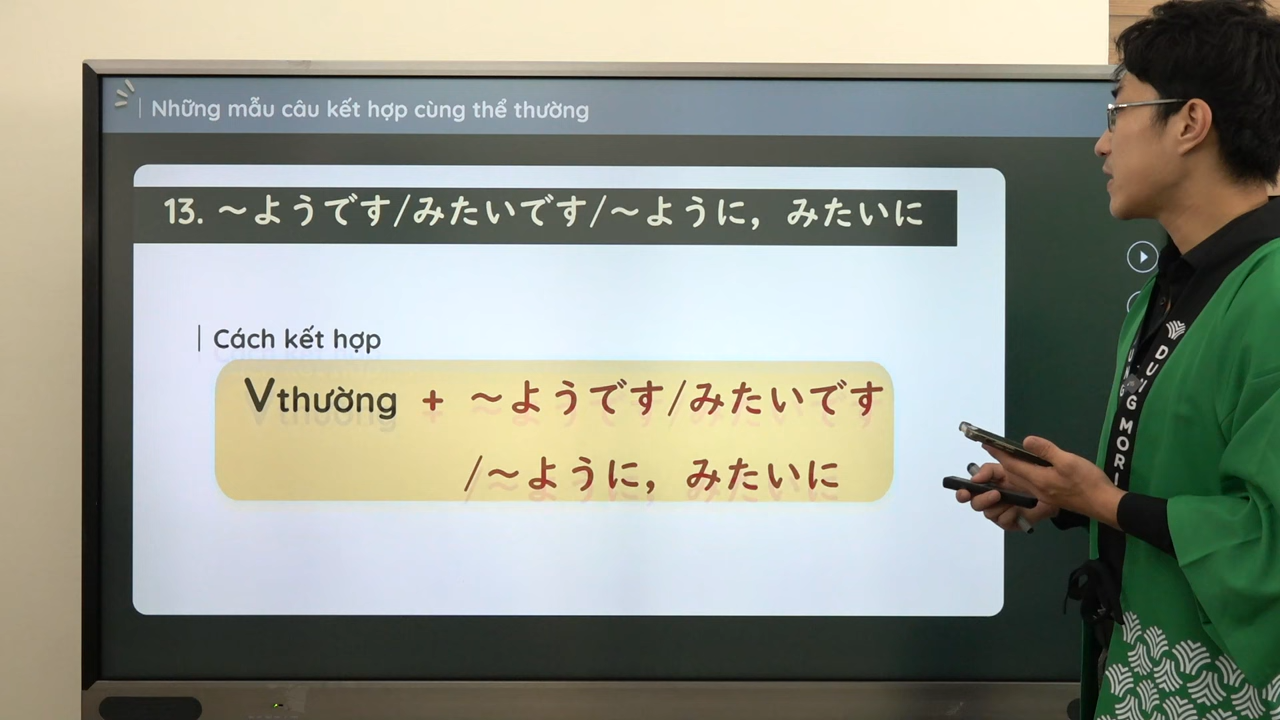 Những mẫu câu kết hợp cùng thể thường
13. ～ようです/みたいです/～ように，みたいに
Cách kết hợp
Vthường + ～ようです/みたいです
/～ように，みたいに
DUNG MORI